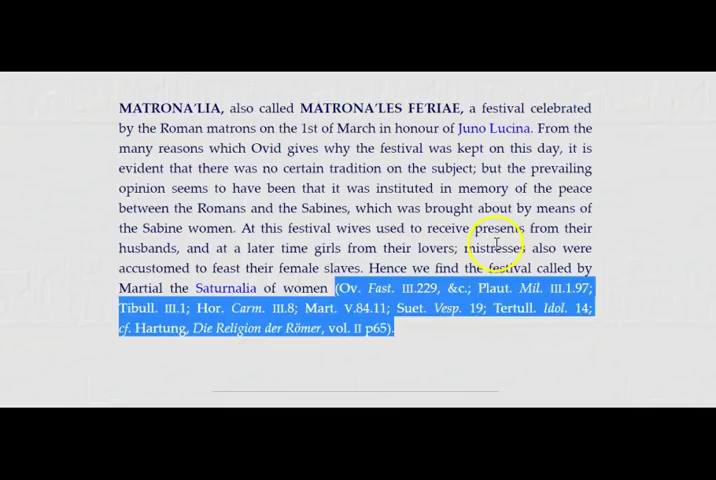 MATRONA′LIA, also called MATRONA′LES FE′RIAE, a festival celebrated
by the Roman matrons on the 1st of March in honour of Juno Lucina. From the
many reasons which Ovid gives why the festival was kept on this day, it is
evident that there was no certain tradition on the subject; but the prevailing
opinion seems to have been that it was instituted in memory of the peace
between the Romans and the Sabines, which was brought about by means of
the Sabine women. At this festival wives used to receive presents from their
husbands, and at a later time girls from their lovers; mistresses also were
accustomed to feast their female slaves. Hence we find the festival called by
Martial the Saturnalia of women (Ov. Fast. III.229, &c.; Plaut. Mil. III.1.97;
Tibull. III.1; Hor. Carm. III.8; Mart. V.84.11; Suet. Vesp. 19; Tertull. Idol. 14;
cf. Hartung, Die Religion der Römer, vol. II p65).